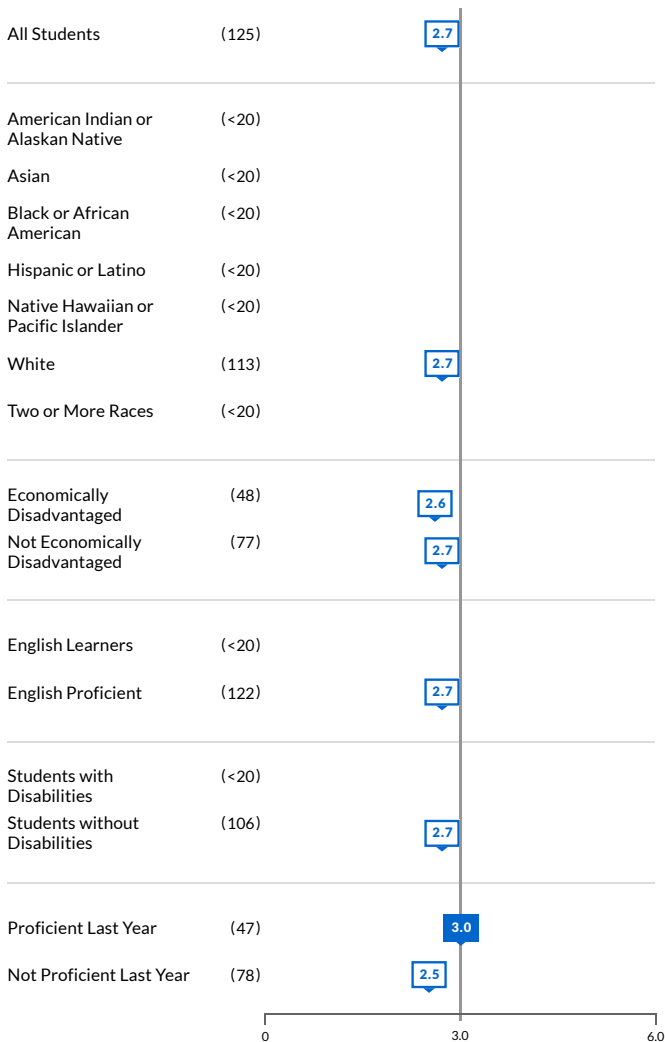 All Students (125) 2.7
American Indian or (<20)
Alaskan Native
Asian (<20)
Black or African (<20)
American
Hispanic or Latino (<20)
Native Hawaiian or (<20)
Pacific Islander
White (113) 2.7
Two or More Races (<20)
Economically (48) 2.6
Disadvantaged
Not Economically (77) 2.7
Disadvantaged
English Learners (<20)
English Proficient (122) 2.7
Students with (<20)
Disabilities
Students without (106) 2.7
Disabilities
Proficient Last Year (47) 3.0
Not Proficient Last Year (78) 2.5
0 3.0 6.0